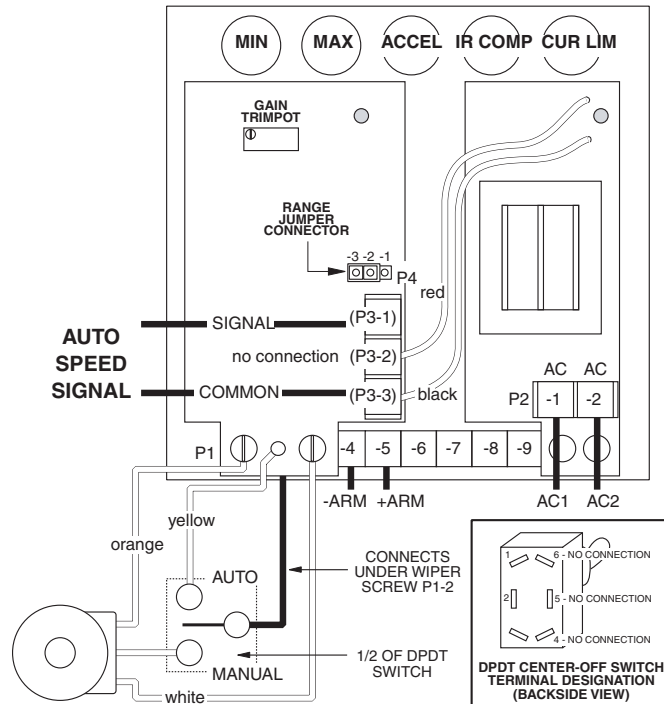 MIN MAX ACCEL IR COMP CUR LIM
GAIN
TRIMPOT
RANGE
JUMPER
CONNECTOR
-3 -2 -1
P4
red
AUTO
SPEED
SIGNAL
SIGNAL
(P3-1)
no connection
(P3-2)
COMMON
(P3-3)
black
AC AC
P2 -1 -2
P1
-4 -5 -6 -7 -8 -9
-ARM +ARM
AC1 AC2
orange
yellow
AUTO
MANUAL
white
CONNECTS
UNDER WIPER
SCREW P1-2
1/2 OF DPDT
SWITCH
1
6 - NO CONNECTION
2
5 - NO CONNECTION
4 - NO CONNECTION
DPDT CENTER-OFF SWITCH
TERMINAL DESIGNATION
(BACKSIDE VIEW)